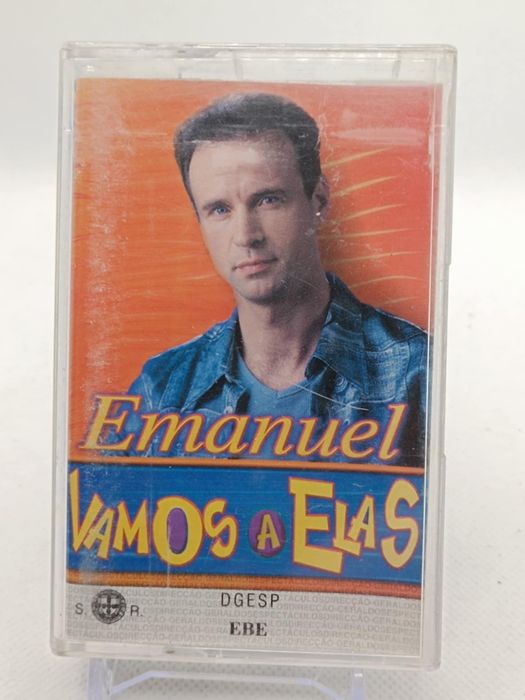 Emanuel
VAMOS A ELAS
S. R.
DGESP
EBE